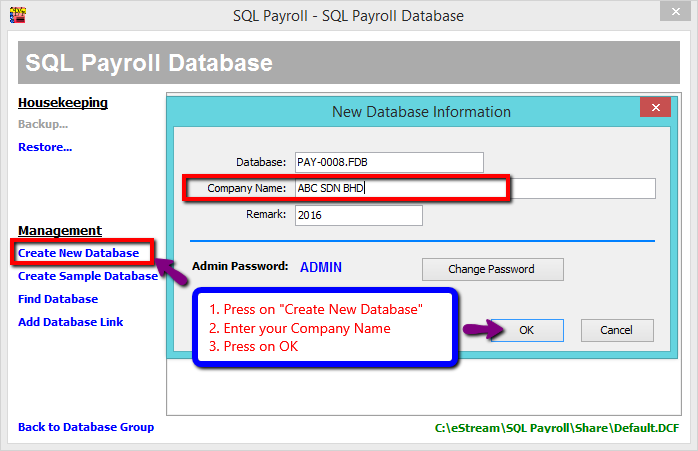 SQL Payroll - SQL Payroll Database
SQL Payroll Database
Housekeeping
Backup...
Restore...
Management
Create New Database
Create Sample Database
Find Database
Add Database Link
Back to Database Group
New Database Information
Database: PAY-0008.FDB
Company Name: ABC SDN BHD
Remark: 2016
Admin Password: ADMIN Change Password
1. Press on "Create New Database"
2. Enter your Company Name
3. Press on OK
OK Cancel
C:\eStream\SQL Payroll\Share\Default.DCF